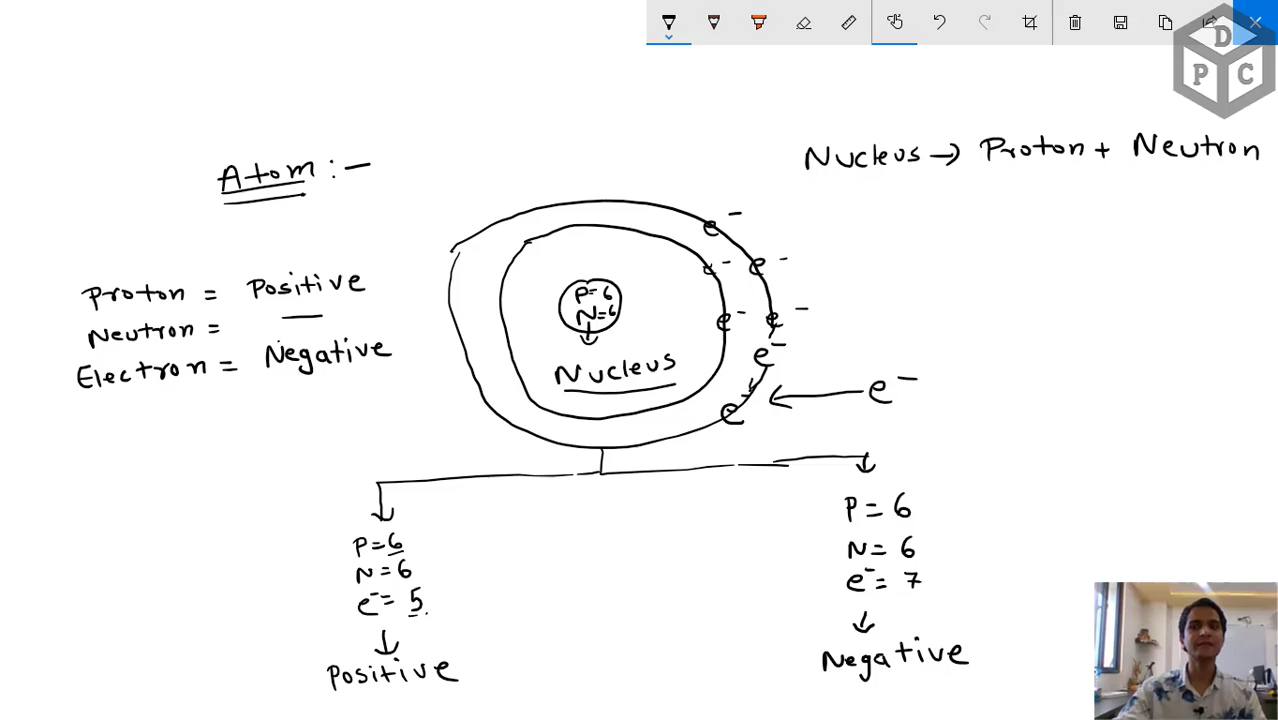 D
P C
Nucleus → Proton + Neutron
Atom :-
Proton = Positive
Neutron = —
Electron = Negative
e⁻
e⁻ e⁻
e⁻ e⁻
e⁻
e⁻
P=6
N=6
Nucleus
e⁻
P=6
N=6
e⁻= 5
Positive
P= 6
N= 6
e⁻= 7
Negative